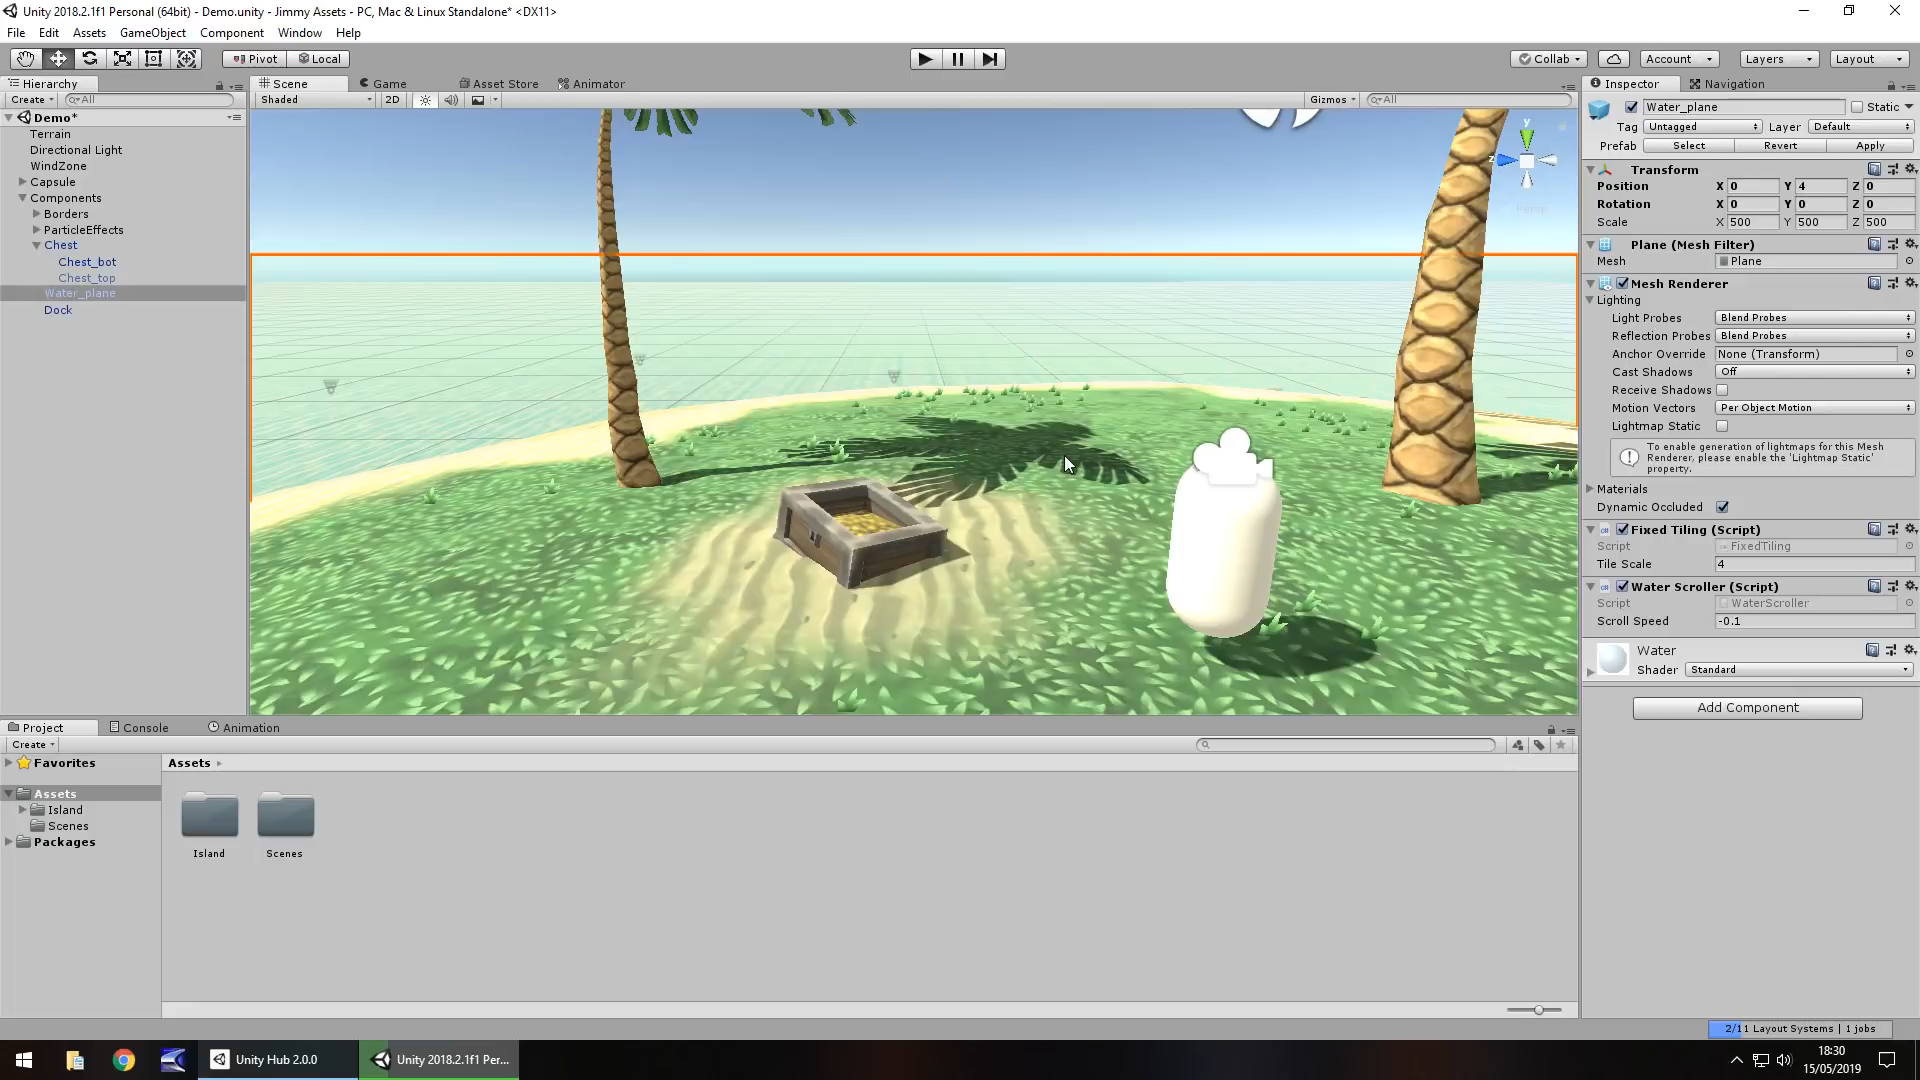 Unity 2018.2.1f1 Personal (64bit) - Demo.unity - Jimmy Assets - PC, Mac & Linux Standalone* <DX11>
File Edit Assets GameObject Component Window Help
Pivot Local Collab Account Layers Layout
Hierarchy
Create All
Demo*
Terrain
Directional Light
WindZone
Capsule
Components
Borders
ParticleEffects
Chest
Chest_bot
Chest_top
Water_plane
Dock
Scene Game Asset Store Animator
Shaded 2D Gizmos All
y
z
Persp
Inspector Navigation
Water_plane Static
Tag Untagged Layer Default
Prefab Select Revert Apply
Transform
Position X 0 Y 4 Z 0
Rotation X 0 Y 0 Z 0
Scale X 500 Y 500 Z 500
Plane (Mesh Filter)
Mesh Plane
Mesh Renderer
Lighting
Light Probes Blend Probes
Reflection Probes Blend Probes
Anchor Override None (Transform)
Cast Shadows Off
Receive Shadows
Motion Vectors Per Object Motion
Lightmap Static
To enable generation of lightmaps for this Mesh
Renderer, please enable the 'Lightmap Static'
property.
Materials
Dynamic Occluded
Fixed Tiling (Script)
Script FixedTiling
Tile Scale 4
Water Scroller (Script)
Script WaterScroller
Scroll Speed -0.1
Water
Shader Standard
Add Component
Project Console Animation
Create
Favorites
Assets
Island
Scenes
Packages
Assets
Island Scenes
2/11 Layout Systems | 1 jobs
Unity Hub 2.0.0 Unity 2018.2.1f1 Per...
18:30
15/05/2019